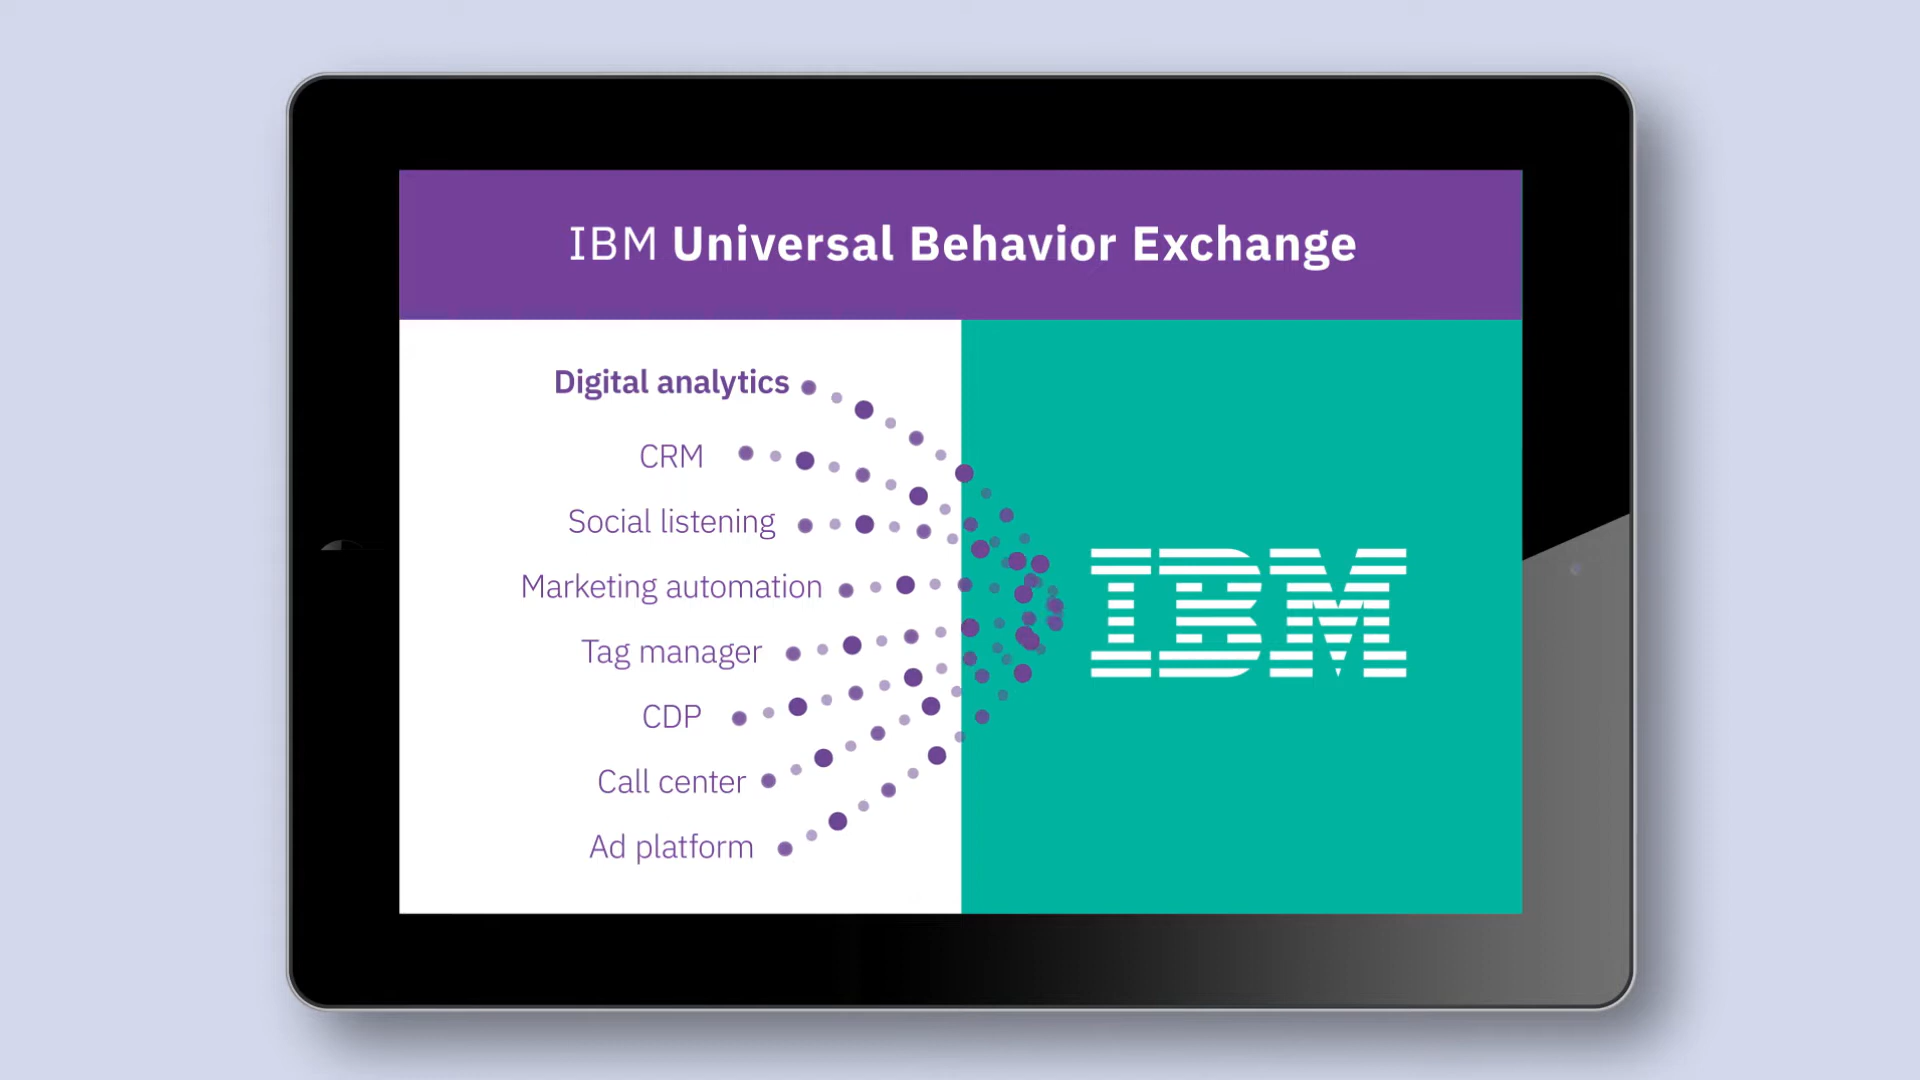 IBM Universal Behavior Exchange
Digital analytics
CRM
Social listening
Marketing automation
Tag manager
CDP
Call center
Ad platform
IBM